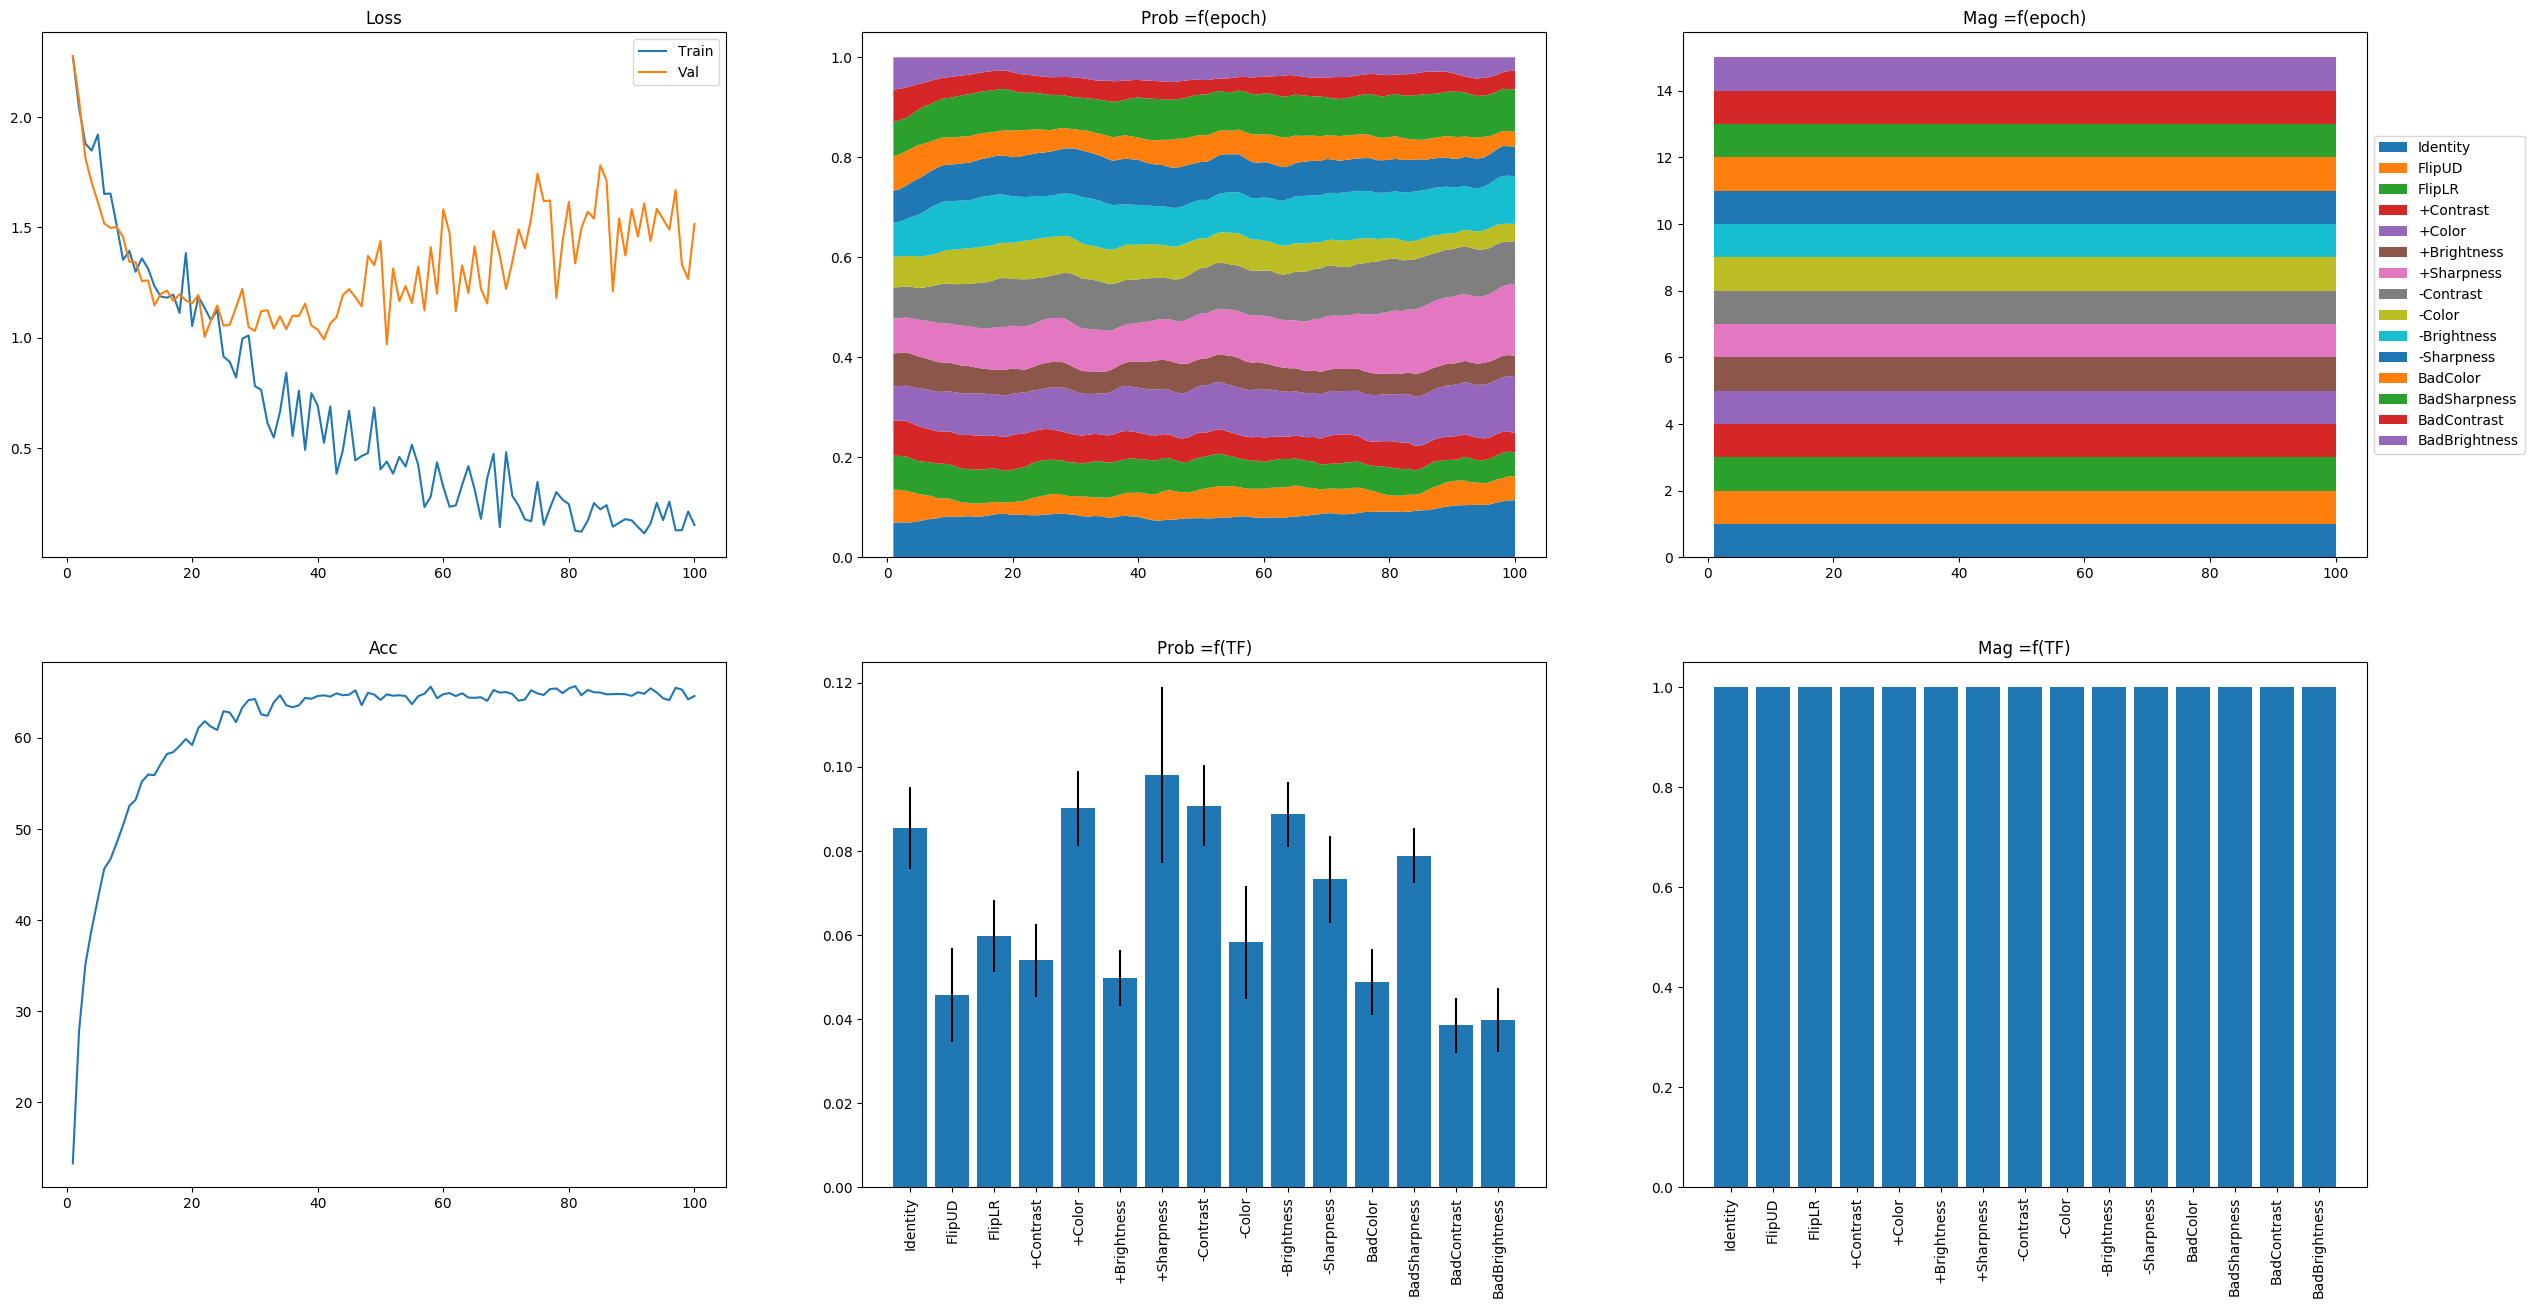 Loss
2.0
1.5
1.0
0.5
0 20 40 60 80 100
Train
Val
Prob =f(epoch)
1.0
0.8
0.6
0.4
0.2
0.0
0 20 40 60 80 100
Mag =f(epoch)
14
12
10
8
6
4
2
0
0 20 40 60 80 100
Identity
FlipUD
FlipLR
+Contrast
+Color
+Brightness
+Sharpness
-Contrast
-Color
-Brightness
-Sharpness
BadColor
BadSharpness
BadContrast
BadBrightness
Acc
60
50
40
30
20
0 20 40 60 80 100
Prob =f(TF)
0.12
0.10
0.08
0.06
0.04
0.02
0.00
Identity
FlipUD
FlipLR
+Contrast
+Color
+Brightness
+Sharpness
-Contrast
-Color
-Brightness
-Sharpness
BadColor
BadSharpness
BadContrast
BadBrightness
Mag =f(TF)
1.0
0.8
0.6
0.4
0.2
0.0
Identity
FlipUD
FlipLR
+Contrast
+Color
+Brightness
+Sharpness
-Contrast
-Color
-Brightness
-Sharpness
BadColor
BadSharpness
BadContrast
BadBrightness